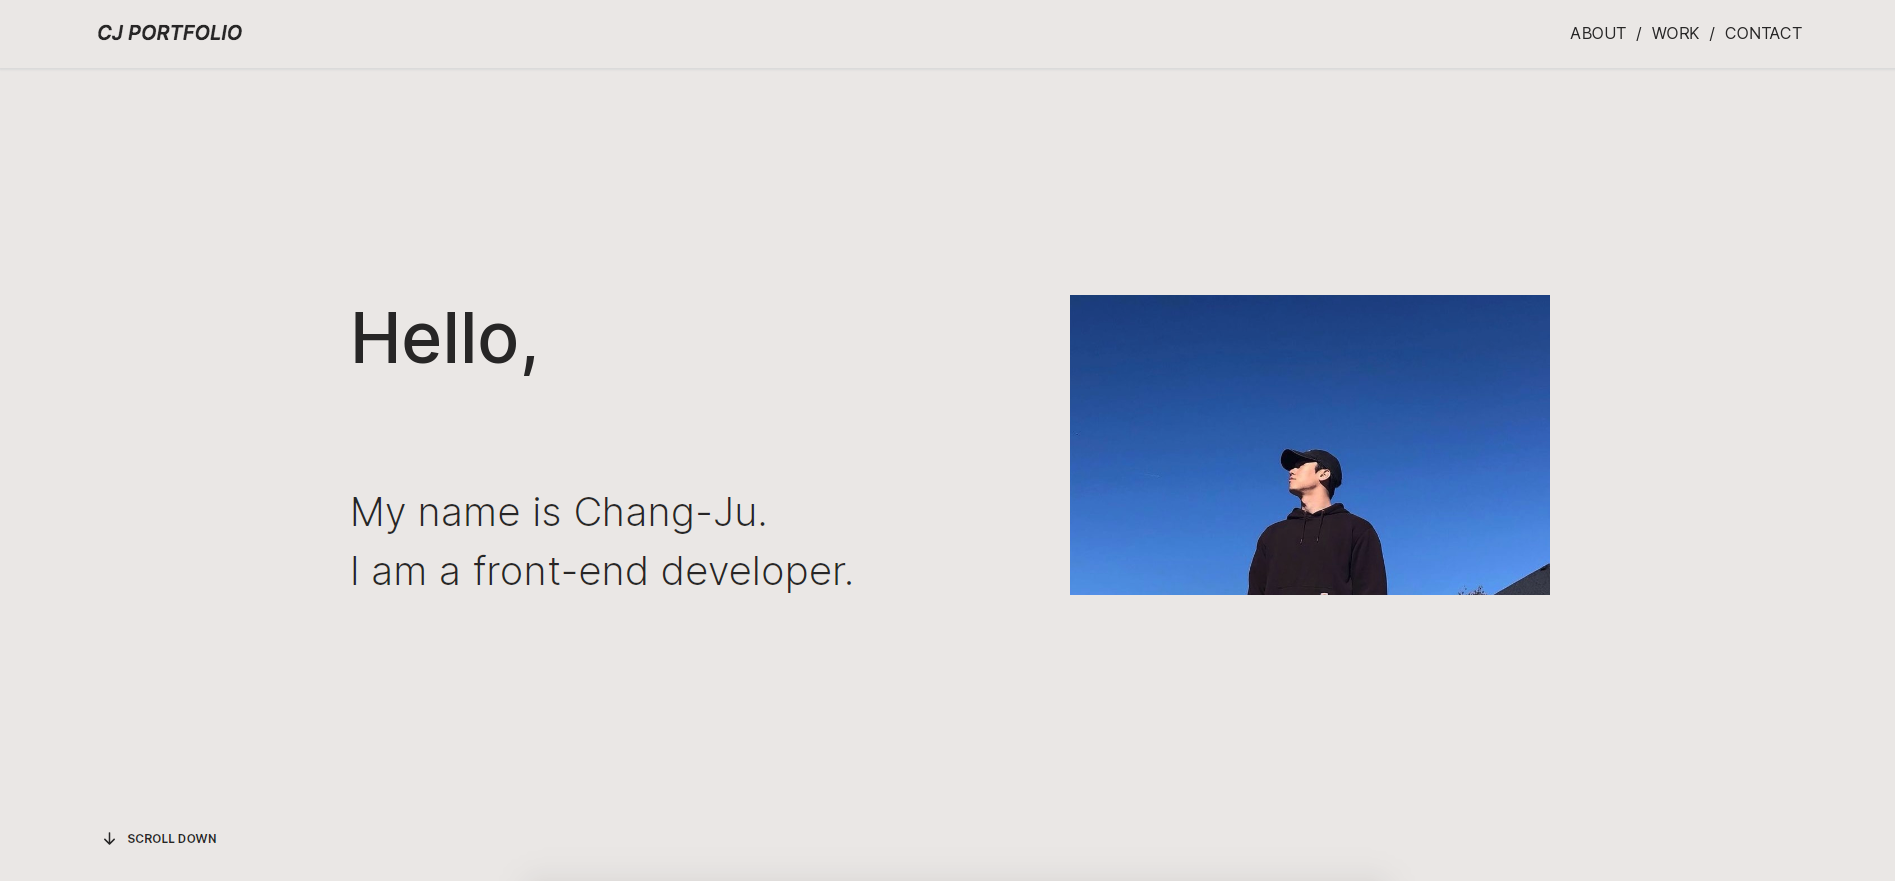 CJ PORTFOLIO
ABOUT / WORK / CONTACT
Hello,
My name is Chang-Ju.
I am a front-end developer.
SCROLL DOWN